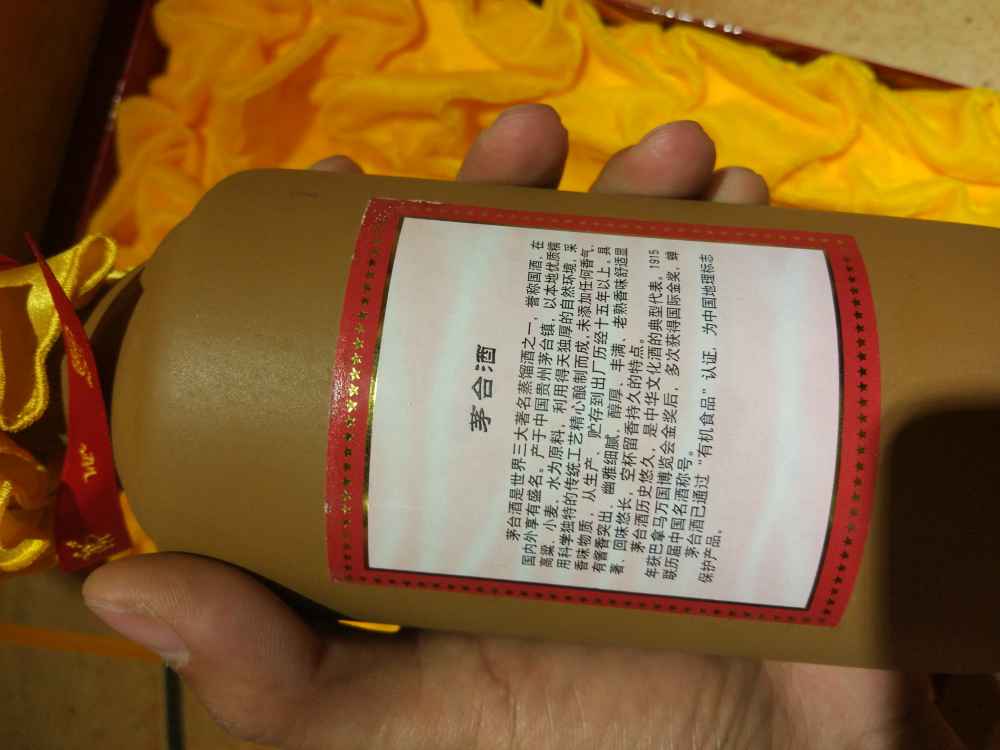 茅台酒
茅台酒是世界三大著名蒸馏酒之一，誉称国酒，在
国内外享有盛名。产于中国贵州茅台镇，以本地优质糯
高粱、小麦，水为原料，利用得天独厚的自然环境，采
用科学独特的传统工艺精心酿制而成，未添加任何香气、
香味物质，从生产、贮存到出厂历经十五年以上，具
有酱香突出、幽雅细腻，醇厚、丰满、老熟香味舒适显
著、回味悠长，空杯留香持久的特点。
茅台酒历史悠久，是中华文化酒的典型代表。1915
年获巴拿马万国博览会金奖后，多次获得国际金奖，蝉
联历届中国名酒称号。
茅台酒已通过“有机食品”认证，为中国地理标志
保护产品。